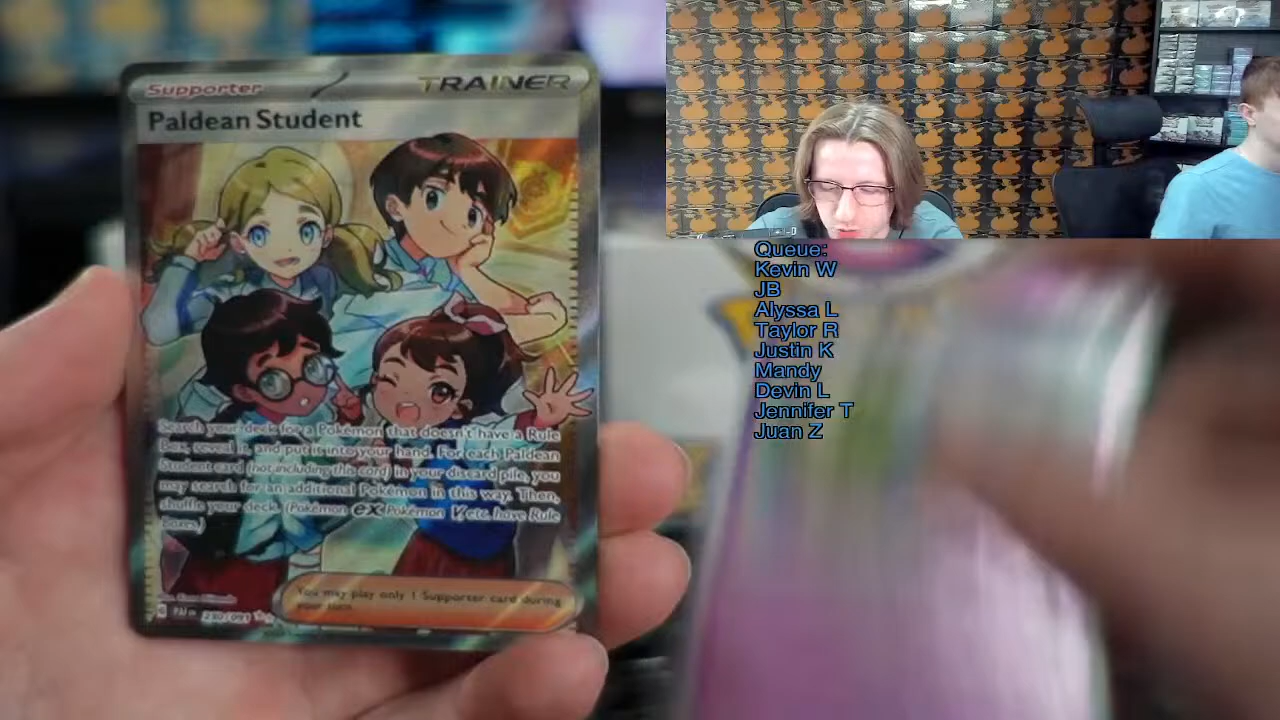 Supporter
TRAINER
Paldean Student
Search your deck for a Pokémon that doesn't have a Rule
Box, reveal it, and put it into your hand. For each Paldean
Student card (not including this card) in your discard pile, you
may search for an additional Pokémon in this way. Then,
shuffle your deck. (Pokémon ex, Pokémon V, etc. have Rule
Boxes.)
You may play only 1 Supporter card during
your turn.
230/091
Queue:
Kevin W
JB
Alyssa L
Taylor R
Justin K
Mandy
Devin L
Jennifer T
Juan Z